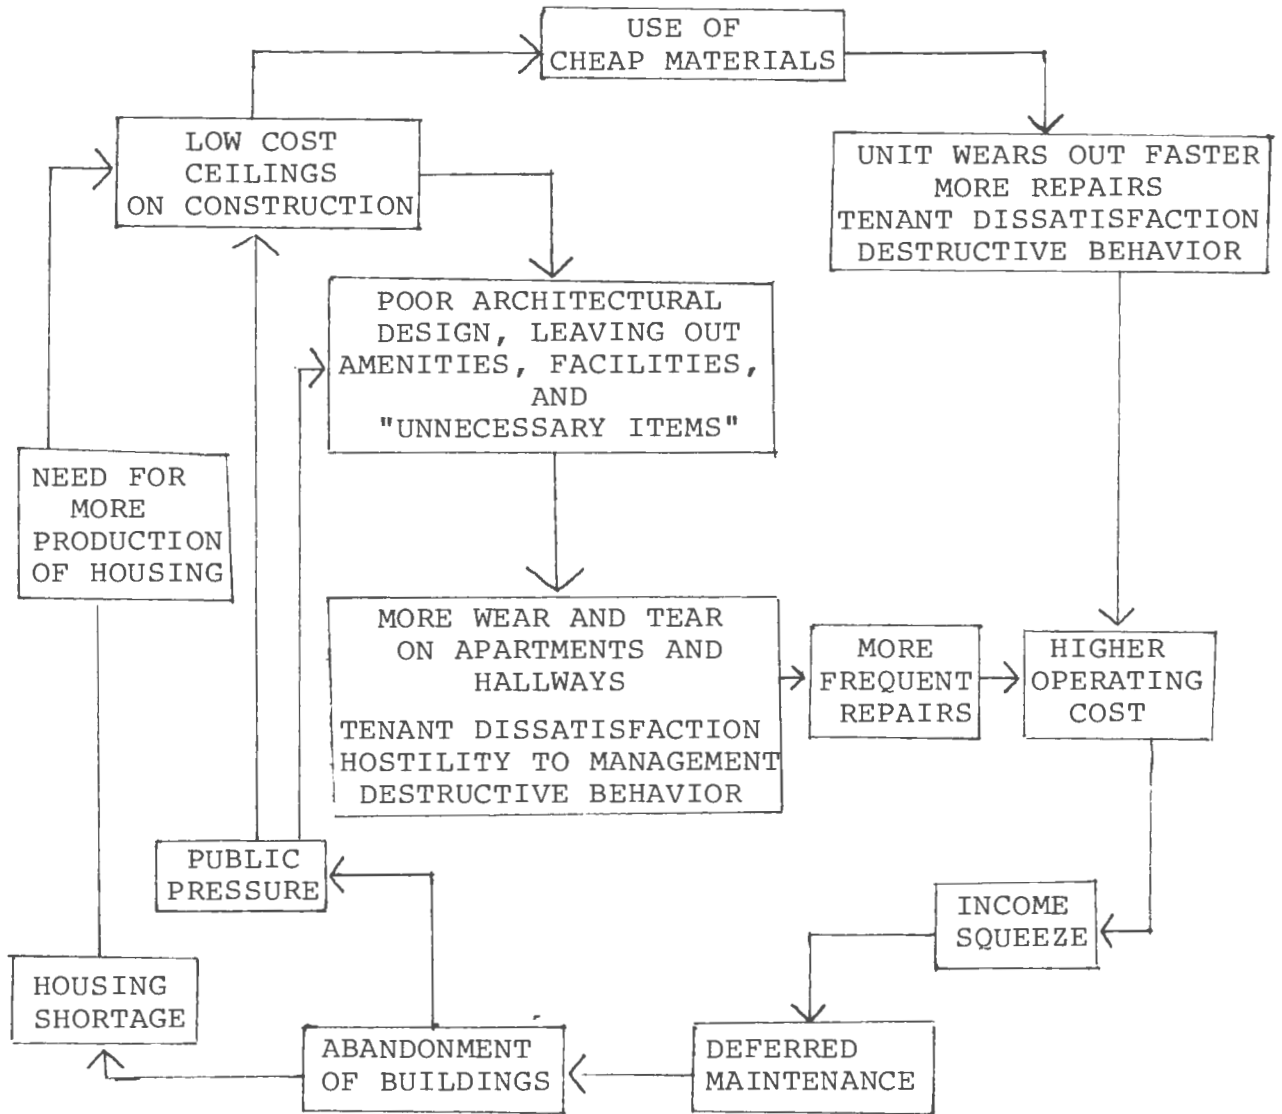 USE OF
CHEAP MATERIALS
LOW COST
CEILINGS
ON CONSTRUCTION
UNIT WEARS OUT FASTER
MORE REPAIRS
TENANT DISSATISFACTION
DESTRUCTIVE BEHAVIOR
POOR ARCHITECTURAL
DESIGN, LEAVING OUT
AMENITIES, FACILITIES,
AND
"UNNECESSARY ITEMS"
NEED FOR
MORE
PRODUCTION
OF HOUSING
MORE WEAR AND TEAR
ON APARTMENTS AND
HALLWAYS
TENANT DISSATISFACTION
HOSTILITY TO MANAGEMENT
DESTRUCTIVE BEHAVIOR
MORE
FREQUENT
REPAIRS
HIGHER
OPERATING
COST
PUBLIC
PRESSURE
INCOME
SQUEEZE
HOUSING
SHORTAGE
ABANDONMENT
OF BUILDINGS
DEFERRED
MAINTENANCE